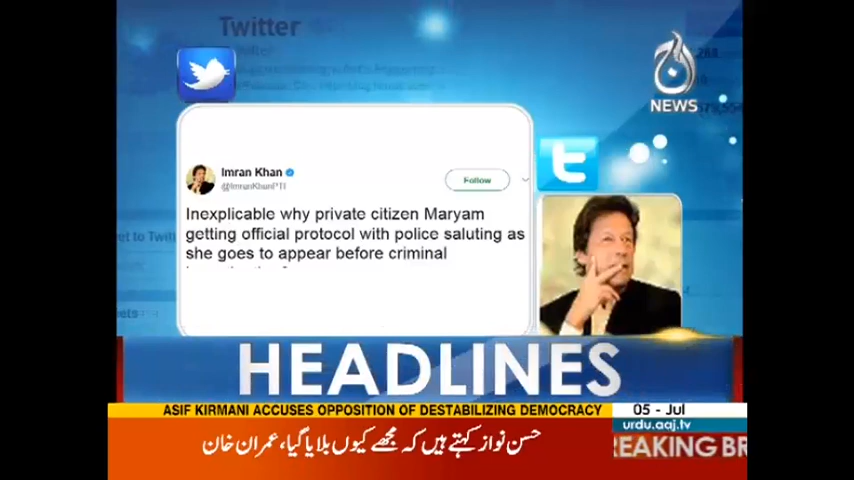 Twitter
NEWS
Imran Khan
@ImranKhanPTI
Follow
Inexplicable why private citizen Maryam
getting official protocol with police saluting as
she goes to appear before criminal
HEADLINES
ASIF KIRMANI ACCUSES OPPOSITION OF DESTABILIZING DEMOCRACY
05 - Jul
urdu.aaj.tv
حسن نواز کہتے ہیں کہ مجھے کیوں بلایا گیا، عمران خان
BREAKING BR